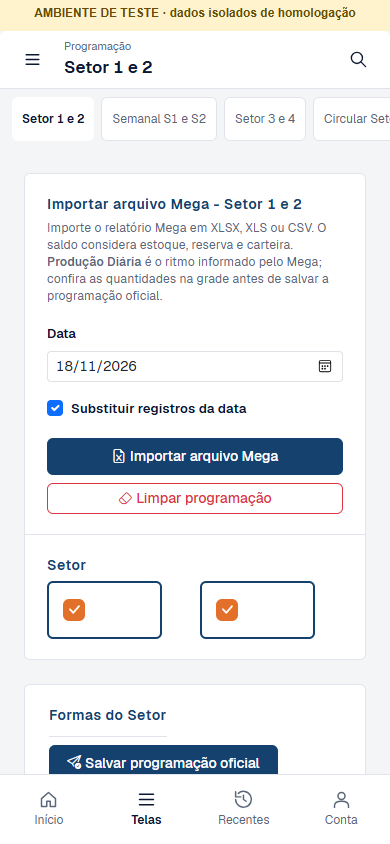 AMBIENTE DE TESTE · dados isolados de homologação
Programação
Setor 1 e 2
Setor 1 e 2
Semanal S1 e S2
Setor 3 e 4
Circular Set
Importar arquivo Mega - Setor 1 e 2
Importe o relatório Mega em XLSX, XLS ou CSV. O
saldo considera estoque, reserva e carteira.
Produção Diária é o ritmo informado pelo Mega;
confira as quantidades na grade antes de salvar a
programação oficial.
Data
18/11/2026
Substituir registros da data
Importar arquivo Mega
Limpar programação
Setor
Formas do Setor
Salvar programação oficial
Início
Telas
Recentes
Conta